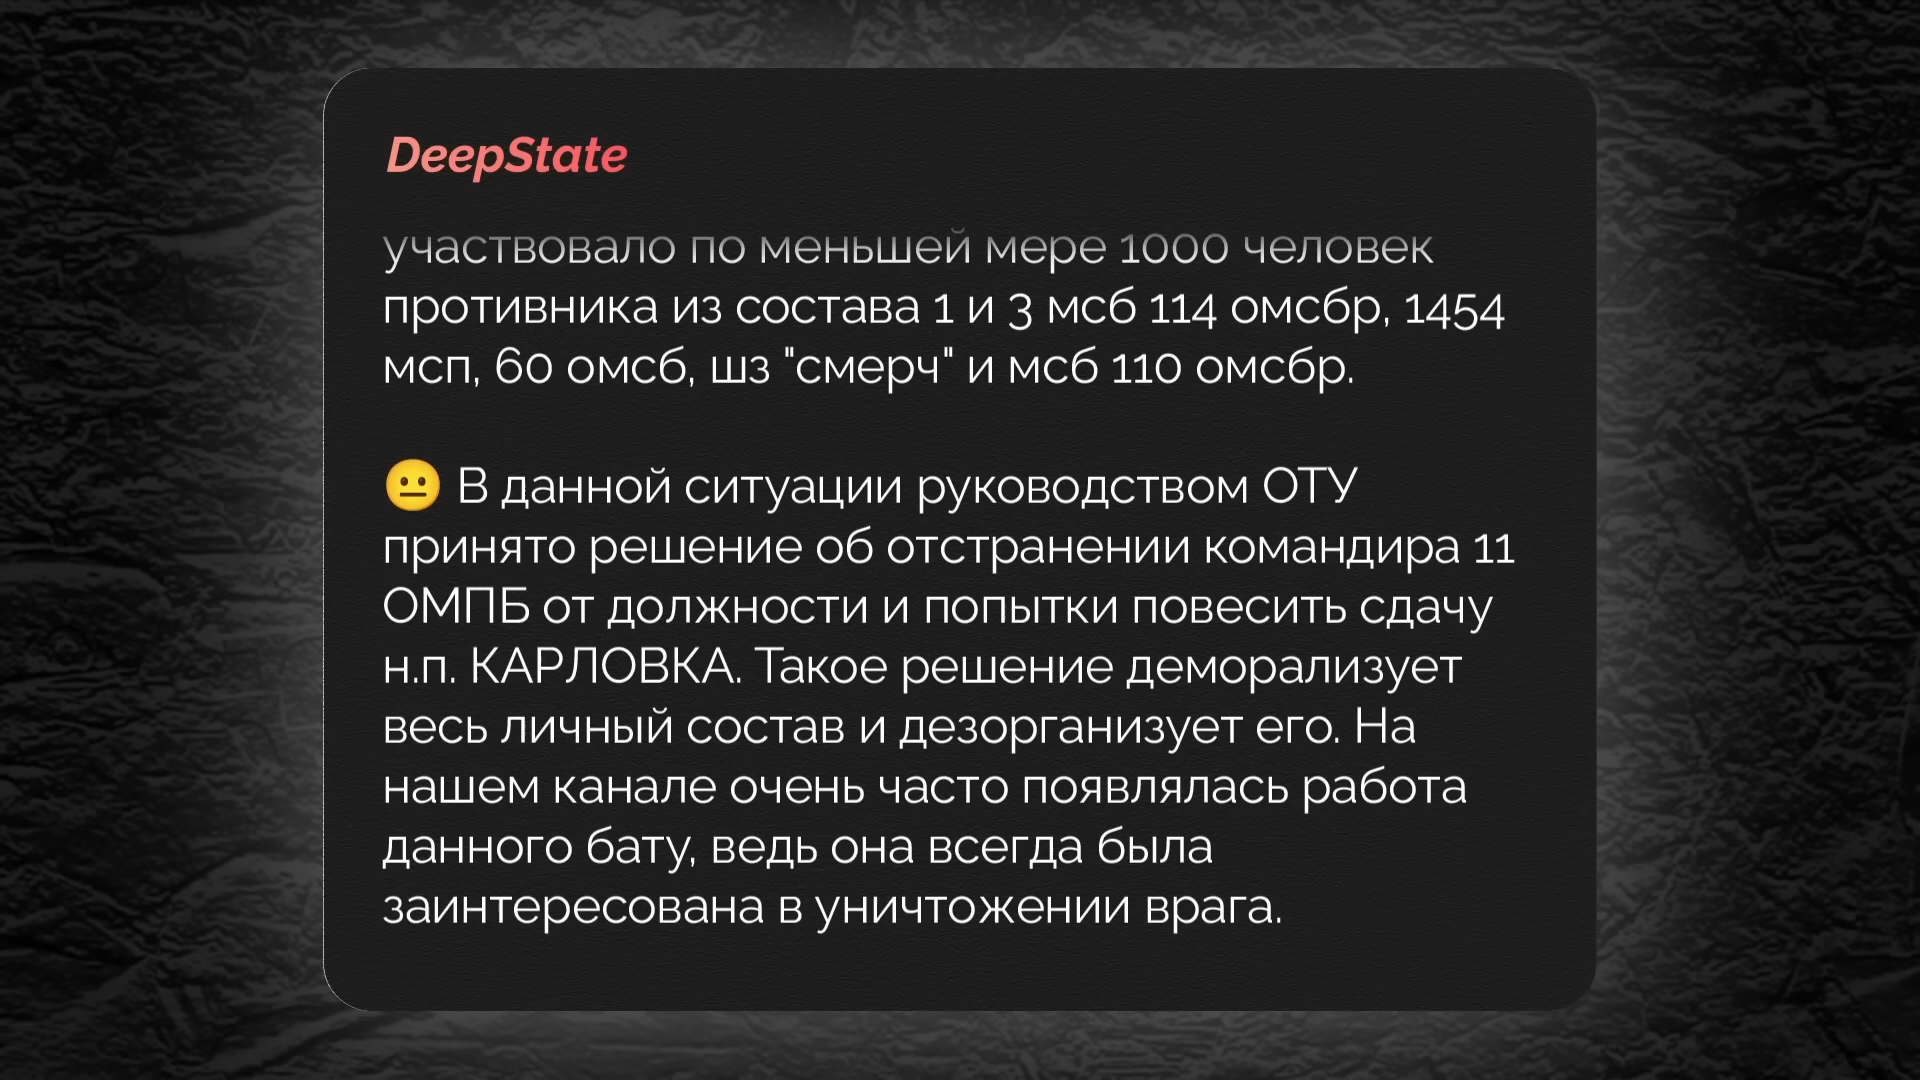 DeepState
участвовало по меньшей мере 1000 человек
противника из состава 1 и 3 мсб 114 омсбр, 1454
мсп, 60 омсб, шз "смерч" и мсб 110 омсбр.
😐 В данной ситуации руководством ОТУ
принято решение об отстранении командира 11
ОМПБ от должности и попытки повесить сдачу
н.п. КАРЛОВКА. Такое решение деморализует
весь личный состав и дезорганизует его. На
нашем канале очень часто появлялась работа
данного бату, ведь она всегда была
заинтересована в уничтожении врага.